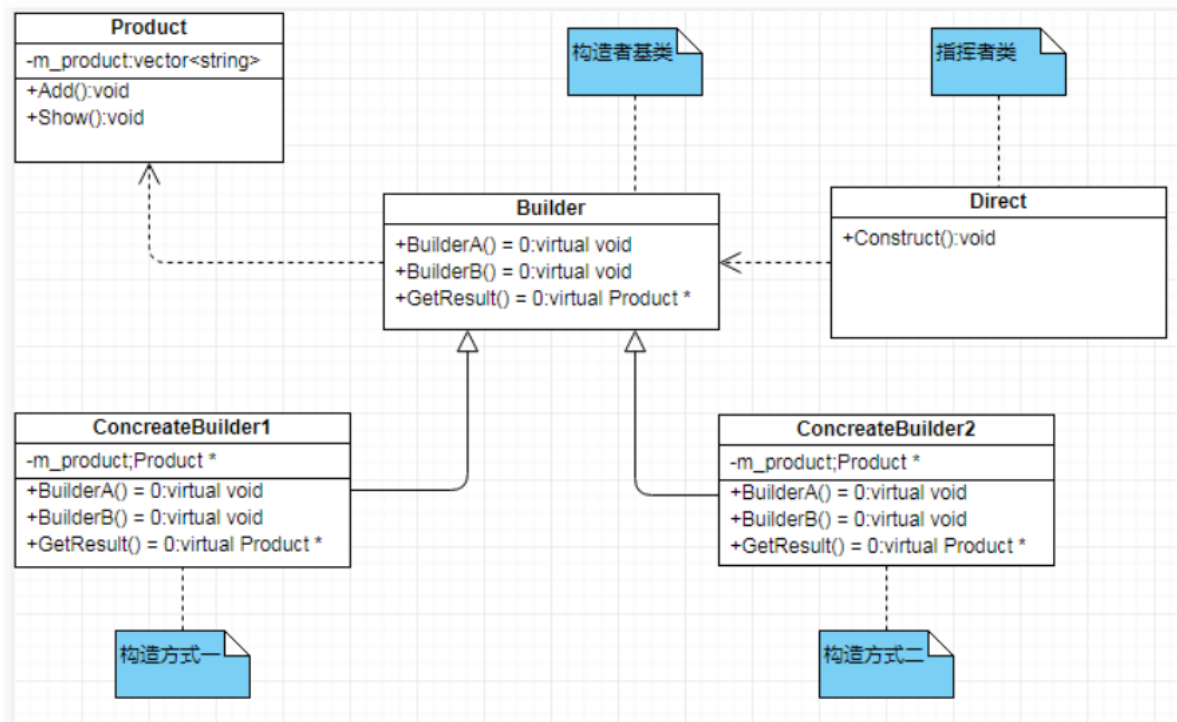 Product
-m_product:vector<string>
+Add():void
+Show():void
构造者基类
指挥者类
Builder
+BuilderA() = 0:virtual void
+BuilderB() = 0:virtual void
+GetResult() = 0:virtual Product *
Direct
+Construct():void
ConcreateBuilder1
-m_product;Product *
+BuilderA() = 0:virtual void
+BuilderB() = 0:virtual void
+GetResult() = 0:virtual Product *
ConcreateBuilder2
-m_product;Product *
+BuilderA() = 0:virtual void
+BuilderB() = 0:virtual void
+GetResult() = 0:virtual Product *
构造方式一
构造方式二